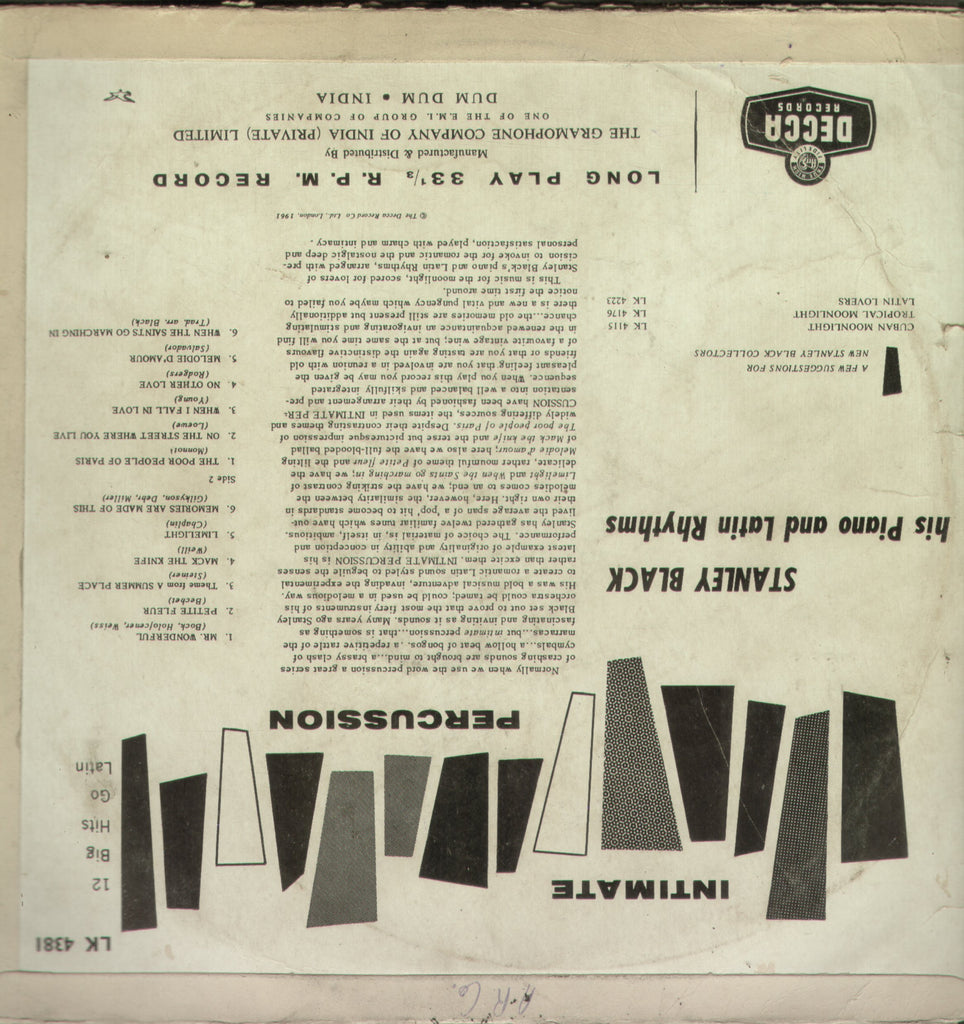 LK 4381
INTIMATE
PERCUSSION
12
Big
Hits
Go
Latin
STANLEY BLACK
his Piano and Latin Rhythms
A FEW SUGGESTIONS FOR
NEW STANLEY BLACK COLLECTORS
CUBAN MOONLIGHT LK 4115
TROPICAL MOONLIGHT LK 4176
LATIN LOVERS LK 4223
Normally when we use the word percussion a great series
of crashing sounds are brought to mind...a brassy clash of
cymbals...a hollow beat of bongos..a repetitive rattle of the
marracas...but intimate percussion...that is something as
fascinating and inviting as it sounds. Many years ago Stanley
Black set out to prove that the most fiery instruments of his
orchestra could be tamed; could be used in a melodious way.
His was a bold musical adventure, invading the experimental
to create a romantic Latin sound styled to beguile the senses
rather than excite them. INTIMATE PERCUSSION is his
latest example of originality and ability in conception and
performance. The choice of material is, in itself, ambitious.
Stanley has gathered twelve familiar tunes which have out-
lived the average span of a 'pop' hit to become standards in
their own right. Here, however, the similarity between the
melodies comes to an end; we have the striking contrast of
Limelight and When the Saints go marching in; we have the
delicate, rather mournful theme of Petite fleur and the lilting
Melodie d'amour; here also we have the full-blooded ballad
of Mack the knife and the terse but picturesque impression of
The poor people of Paris. Despite their contrasting themes and
widely differing sources, the items used in INTIMATE PER-
CUSSION have been fashioned by their arrangement and pre-
sentation into a well balanced and skilfully integrated
sequence. When you play this record you may be given the
pleasant feeling that you are involved in a reunion with old
friends or that you are tasting again the distinctive flavours
of a favourite vintage wine; but at the same time you will find
in the renewed acquaintance an invigorating and stimulating
chance...the old memories are still present but additionally
there is a new and vital pungency which maybe you failed to
notice the first time around.
This is music for the moonlight, scored for lovers of
Stanley Black's piano and Latin Rhythms, arranged with pre-
cision to invoke for the romantic and the nostalgic deep and
personal satisfaction, played with charm and intimacy.
© The Decca Record Co Ltd. London. 1961
1. MR. WONDERFUL
(Bock, Holofcener, Weiss)
2. PETITE FLEUR
(Bechet)
3. Theme from A SUMMER PLACE
(Steiner)
4. MACK THE KNIFE
(Weill)
5. LIMELIGHT
(Chaplin)
6. MEMORIES ARE MADE OF THIS
(Gilkyson, Dehr, Miller)
Side 2
1. THE POOR PEOPLE OF PARIS
(Monnot)
2. ON THE STREET WHERE YOU LIVE
(Loewe)
3. WHEN I FALL IN LOVE
(Young)
4. NO OTHER LOVE
(Rodgers)
5. MELODIE D'AMOUR
(Salvador)
6. WHEN THE SAINTS GO MARCHING IN
(Trad. arr. Black)
DECCA
RECORDS
LONG PLAY 33⅓ R.P.M. RECORD
Manufactured & Distributed by
THE GRAMOPHONE COMPANY OF INDIA (PRIVATE) LIMITED
ONE OF THE E.M.I. GROUP OF COMPANIES
DUM DUM • INDIA